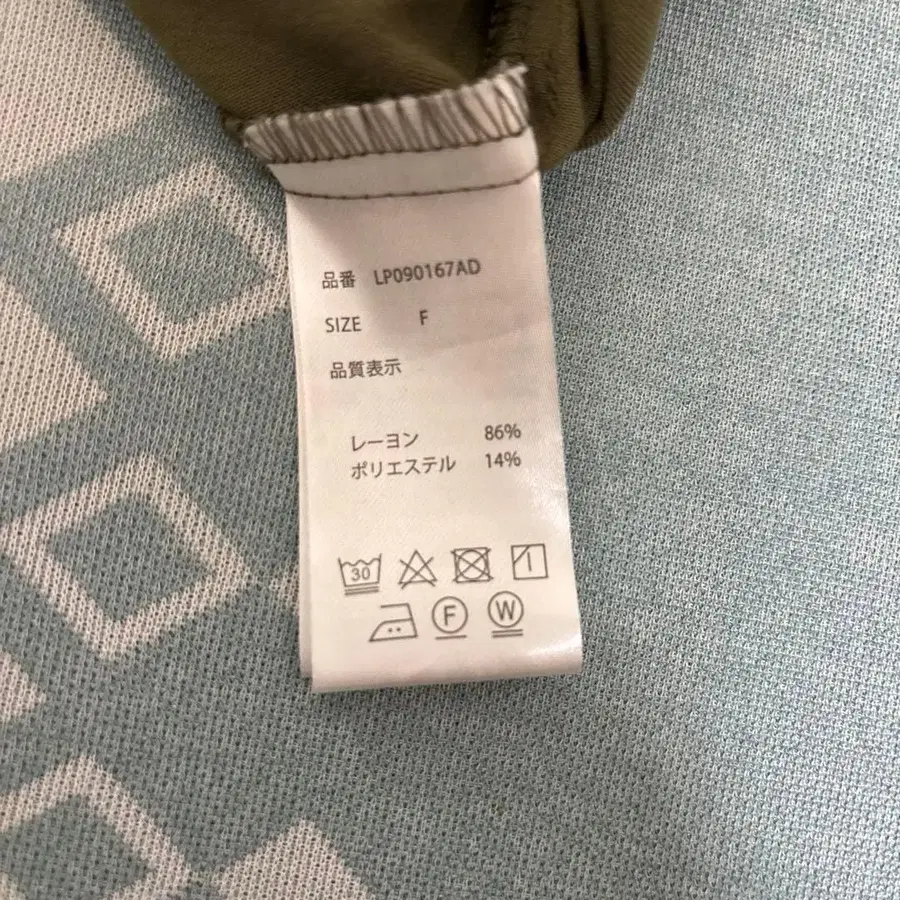 品番 LP090167AD
SIZE F
品質表示
レーヨン 86%
ポリエステル 14%
30
F W